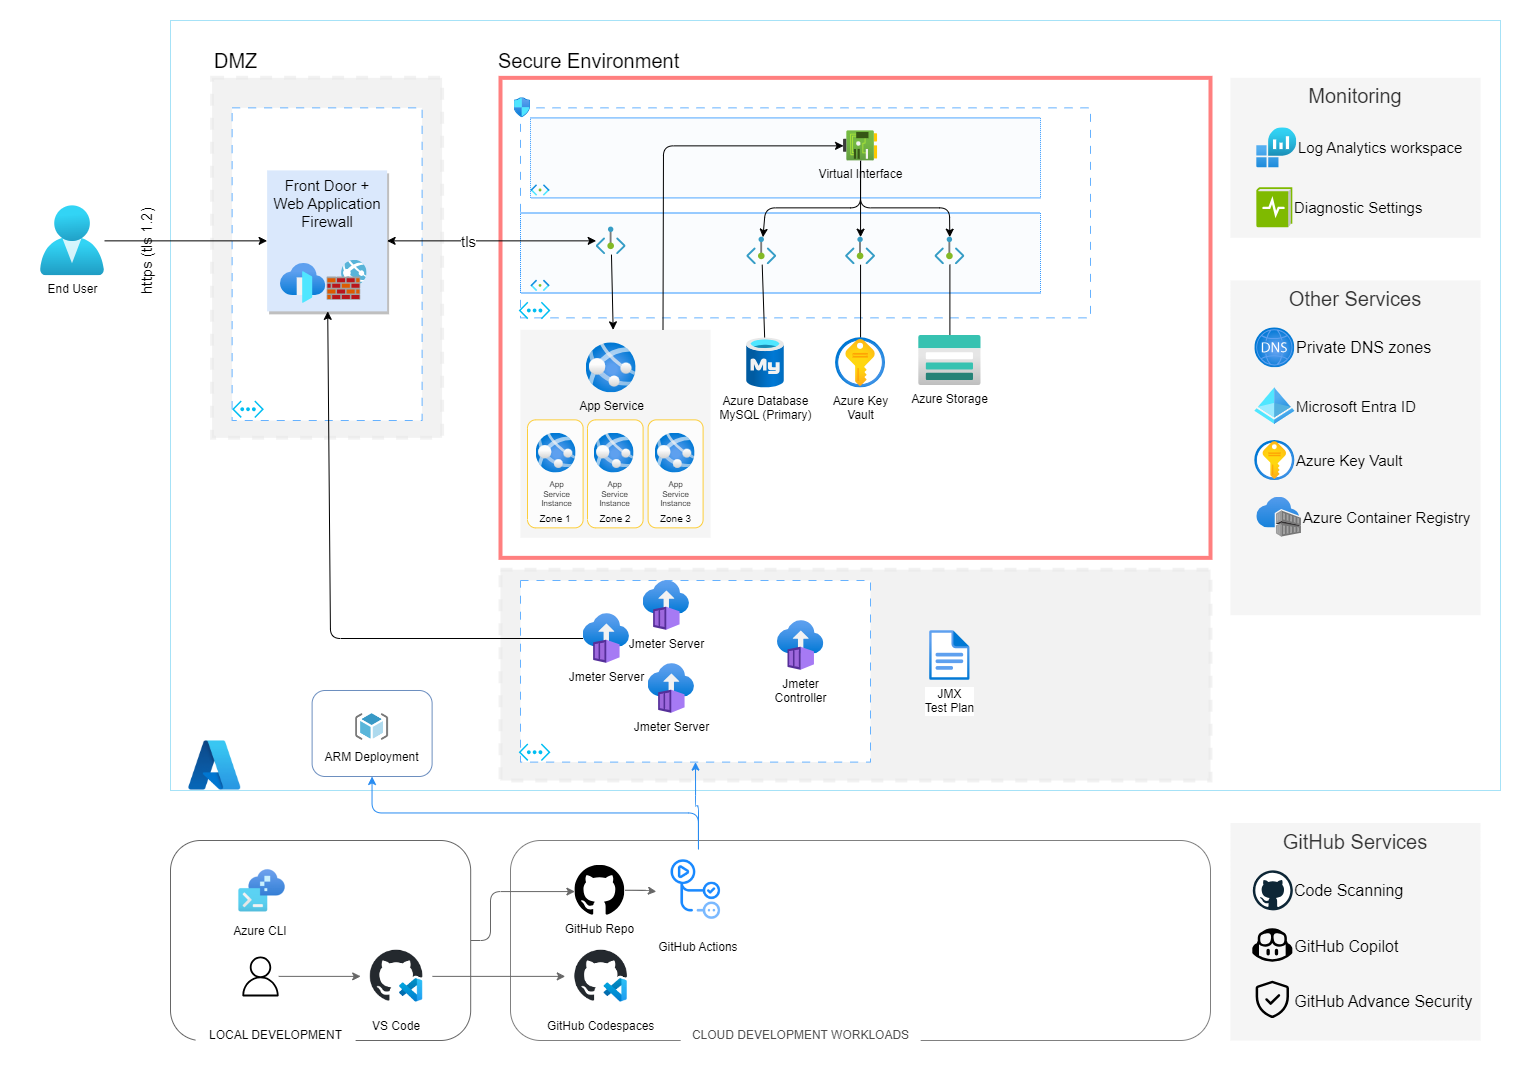 DMZ
Secure Environment
Monitoring
Log Analytics workspace
Diagnostic Settings
Virtual Interface
Front Door +
Web Application
Firewall
https (tls 1.2)
tls
End User
Other Services
DNS
Private DNS zones
Microsoft Entra ID
Azure Key Vault
Azure Container Registry
App Service
My
Azure Database
MySQL (Primary)
Azure Key
Vault
Azure Storage
App
Service
Instance
Zone 1
App
Service
Instance
Zone 2
App
Service
Instance
Zone 3
Jmeter Server
Jmeter Server
Jmeter Server
Jmeter
Controller
JMX
Test Plan
ARM Deployment
GitHub Services
Code Scanning
GitHub Copilot
GitHub Advance Security
Azure CLI
VS Code
LOCAL DEVELOPMENT
GitHub Repo
GitHub Actions
GitHub Codespaces
CLOUD DEVELOPMENT WORKLOADS